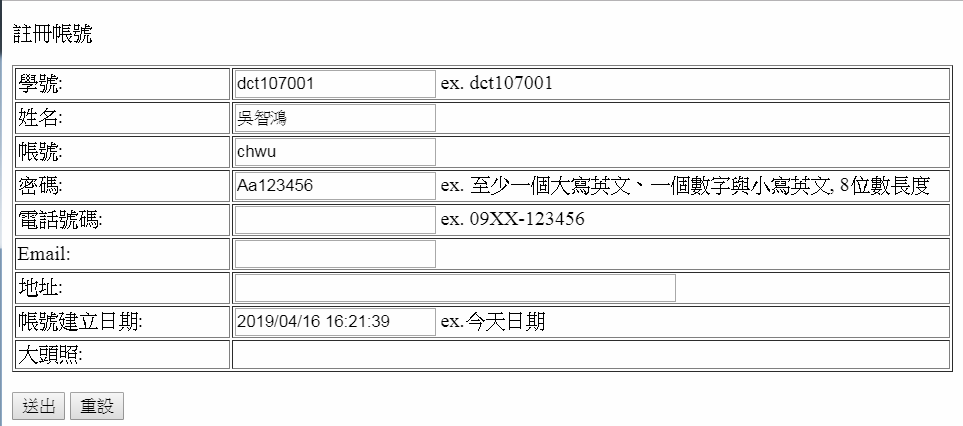 註冊帳號
學號: dct107001 ex. dct107001
姓名: 吳智鴻
帳號: chwu
密碼: Aa123456 ex. 至少一個大寫英文、一個數字與小寫英文, 8位數長度
電話號碼: ex. 09XX-123456
Email:
地址:
帳號建立日期: 2019/04/16 16:21:39 ex.今天日期
大頭照:
送出 重設